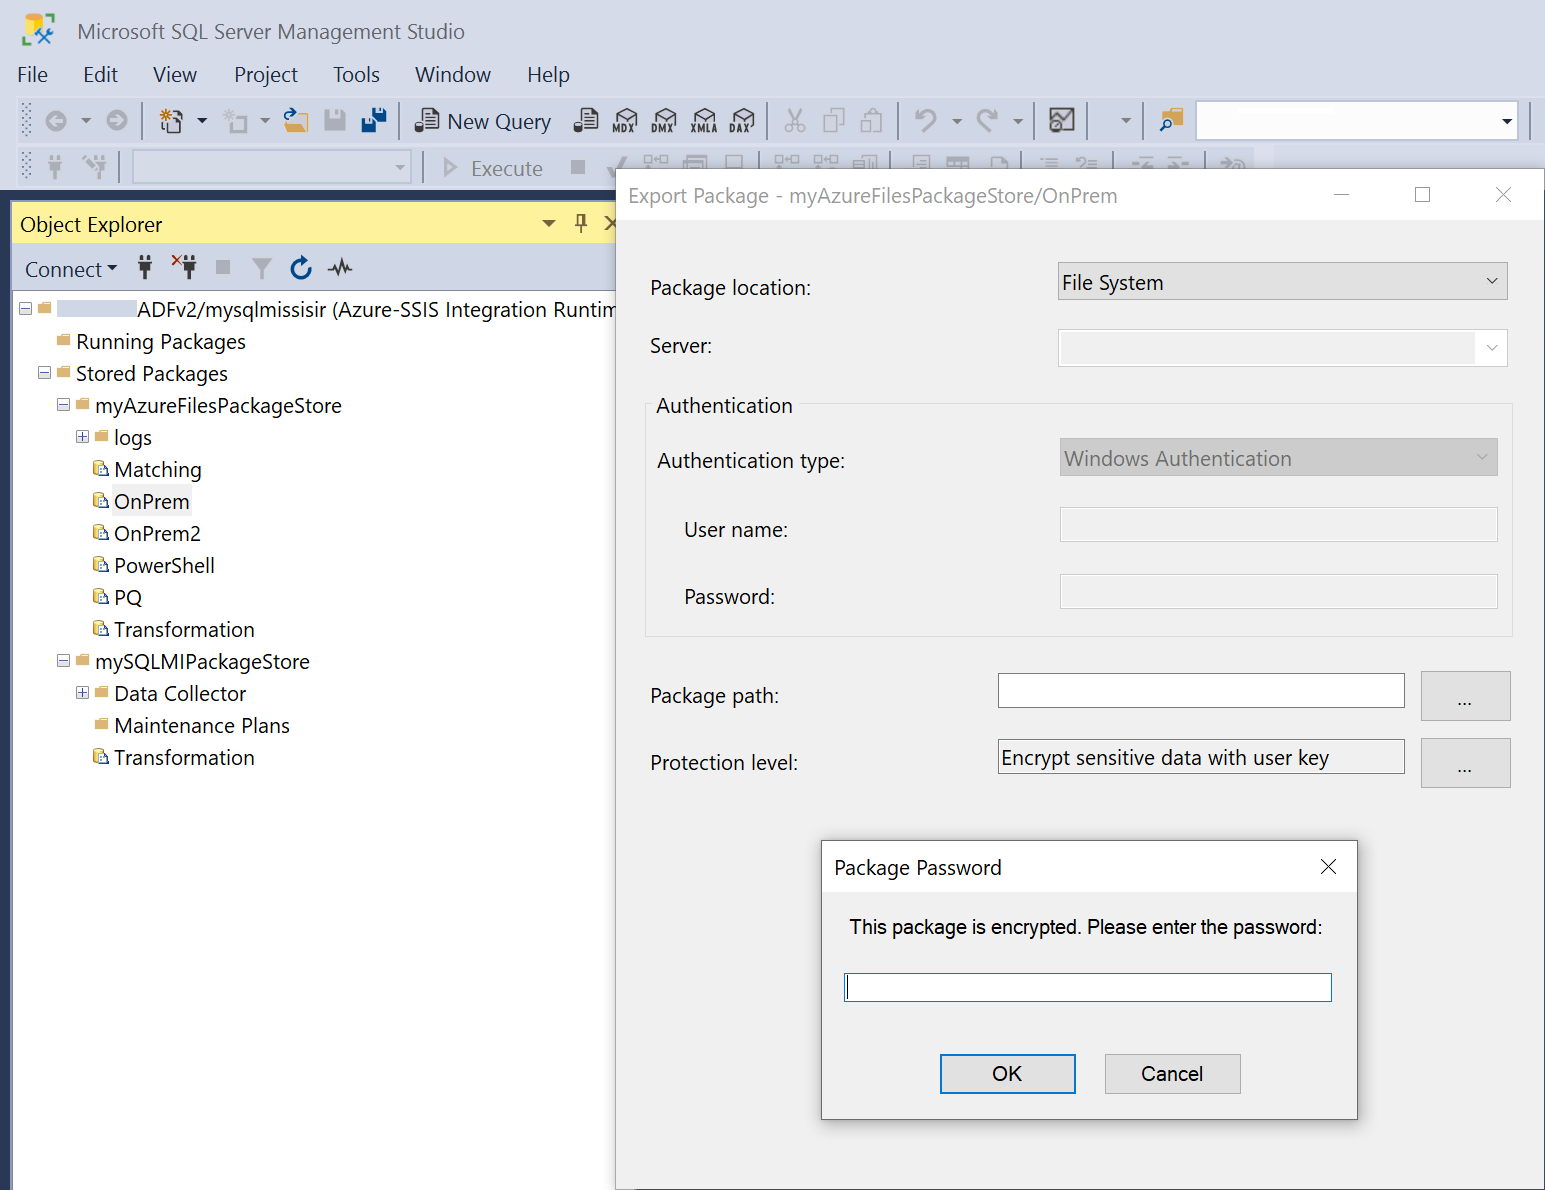 Microsoft SQL Server Management Studio
File Edit View Project Tools Window Help
New Query MDX DMX XMLA DAX
Execute
Object Explorer
Connect
ADFv2/mysqlmissisir (Azure-SSIS Integration Runtim
Running Packages
Stored Packages
myAzureFilesPackageStore
logs
Matching
OnPrem
OnPrem2
PowerShell
PQ
Transformation
mySQLMIPackageStore
Data Collector
Maintenance Plans
Transformation
Export Package - myAzureFilesPackageStore/OnPrem
Package location: File System
Server:
Authentication
Authentication type: Windows Authentication
User name:
Password:
Package path: ...
Protection level: Encrypt sensitive data with user key ...
Package Password
This package is encrypted. Please enter the password:
OK Cancel